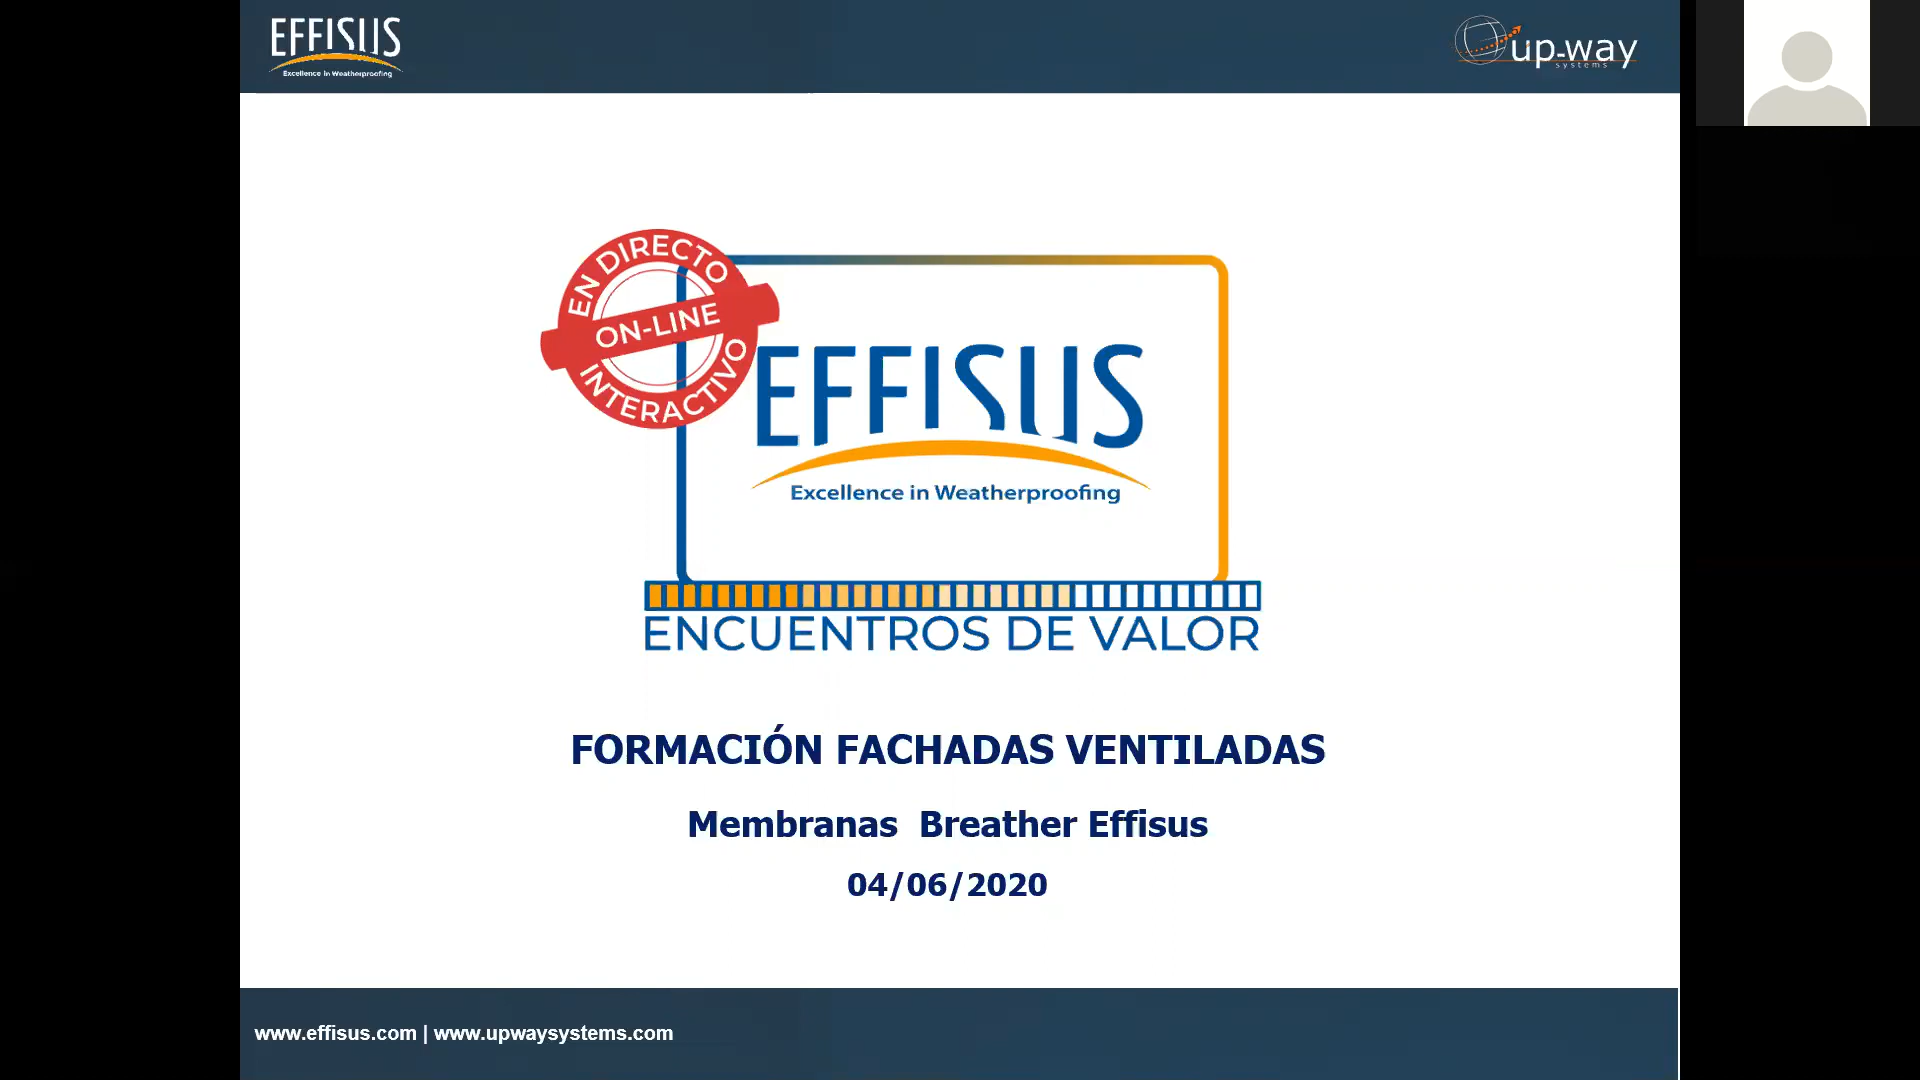 EFFISUS
Excellence in Weatherproofing
up-way
systems
EN DIRECTO
ON-LINE
INTERACTIVO
EFFISUS
Excellence in Weatherproofing
ENCUENTROS DE VALOR
FORMACIÓN FACHADAS VENTILADAS
Membranas Breather Effisus
04/06/2020
www.effisus.com | www.upwaysystems.com